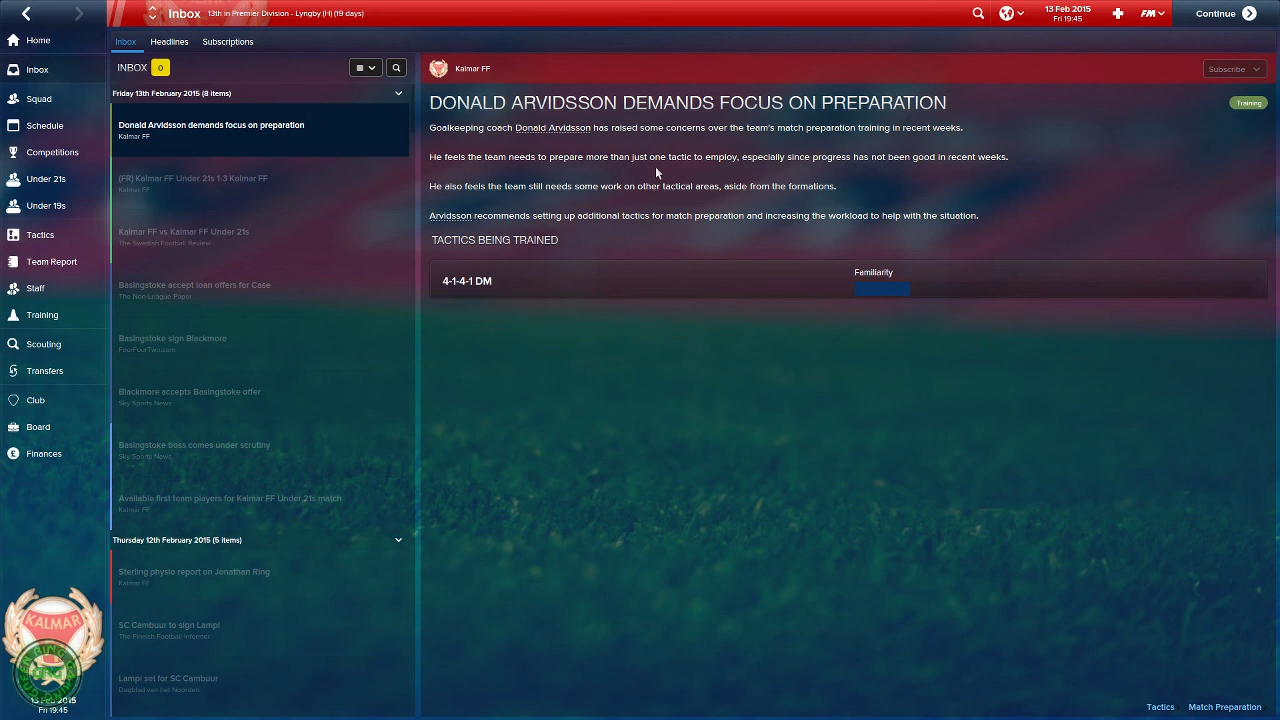 Inbox
13th in Premier Division - Lyngby (H) (19 days)
13 Feb 2015
Fri 19:45
FM
Continue
Home
Inbox
Squad
Schedule
Competitions
Under 21s
Under 19s
Tactics
Team Report
Staff
Training
Scouting
Transfers
Club
Board
Finances
KALMAR
13 Feb 2015
Fri 19:45
Inbox
Headlines
Subscriptions
INBOX 0
Friday 13th February 2015 (8 items)
Donald Arvidsson demands focus on preparation
Kalmar FF
(FR) Kalmar FF Under 21s 1-3 Kalmar FF
Kalmar FF
Kalmar FF vs Kalmar FF Under 21s
The Swedish Football Review
Basingstoke accept loan offers for Case
The Non-League Paper
Basingstoke sign Blackmore
FourFourTwo.com
Blackmore accepts Basingstoke offer
Sky Sports News
Basingstoke boss comes under scrutiny
Sky Sports News
Available first team players for Kalmar FF Under 21s match
Kalmar FF
Thursday 12th February 2015 (5 items)
Sterling physio report on Jonathan Ring
Kalmar FF
SC Cambuur to sign Lampi
The Finnish Football Informer
Lampi set for SC Cambuur
Dagblad van het Noorden
Kalmar FF
Subscribe
DONALD ARVIDSSON DEMANDS FOCUS ON PREPARATION
Training
Goalkeeping coach Donald Arvidsson has raised some concerns over the team's match preparation training in recent weeks.
He feels the team needs to prepare more than just one tactic to employ, especially since progress has not been good in recent weeks.
He also feels the team still needs some work on other tactical areas, aside from the formations.
Arvidsson recommends setting up additional tactics for match preparation and increasing the workload to help with the situation.
TACTICS BEING TRAINED
4-1-4-1 DM
Familiarity
Tactics
Match Preparation